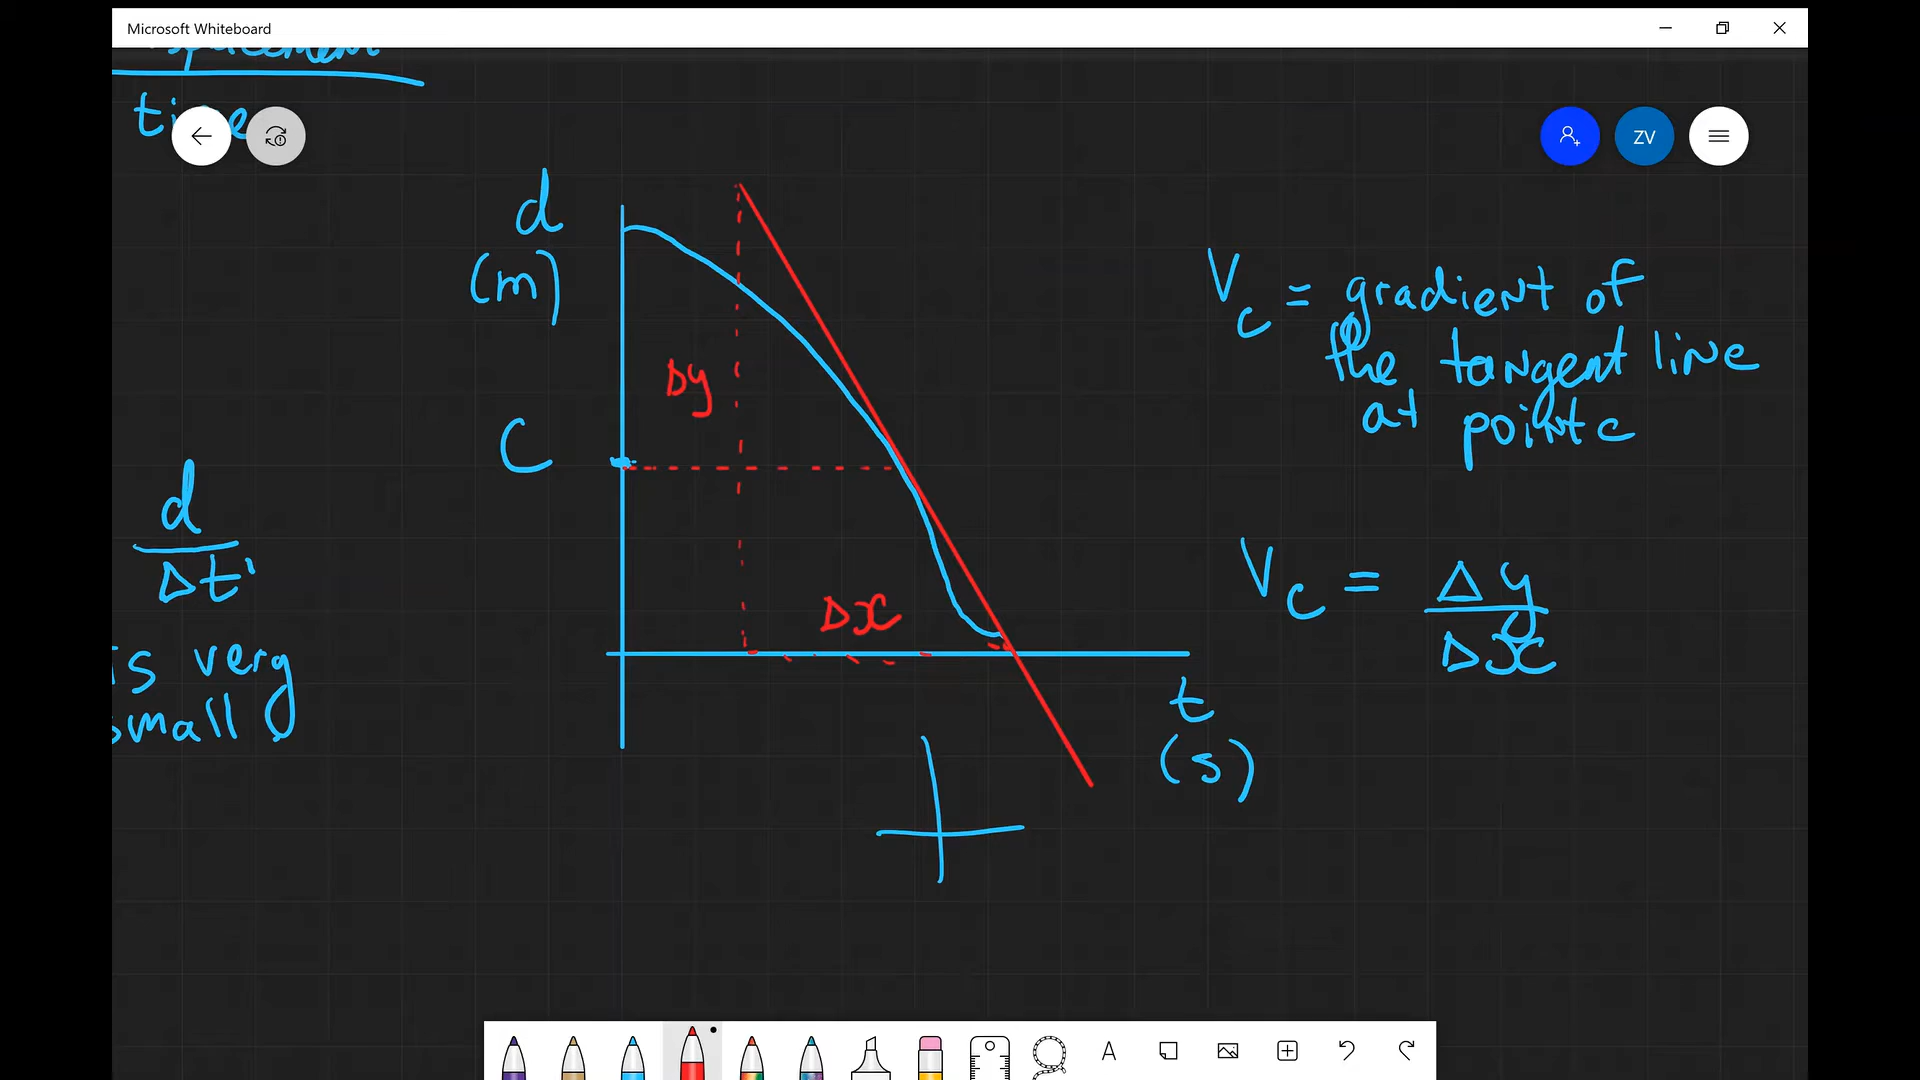 Microsoft Whiteboard
time
ZV
d
(m)
Δy
C
Δx
t
(s)
d
Δt
is very
small
Vc = gradient of
the tangent line
at point c
Vc = Δy
Δx
A